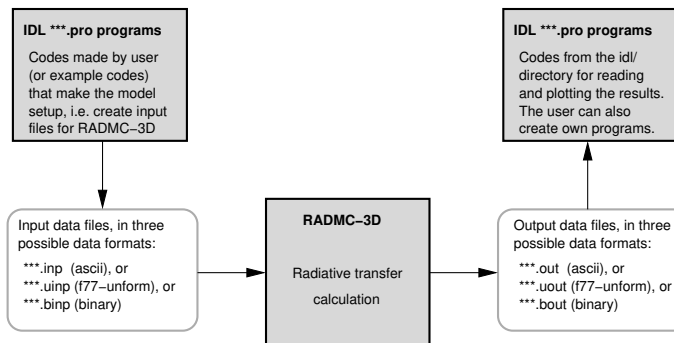 IDL ***.pro programs
Codes made by user
(or example codes)
that make the model
setup, i.e. create input
files for RADMC−3D
IDL ***.pro programs
Codes from the idl/
directory for reading
and plotting the results.
The user can also
create own programs.
Input data files, in three
possible data formats:
***.inp (ascii), or
***.uinp (f77−unform), or
***.binp (binary)
RADMC−3D
Radiative transfer
calculation
Output data files, in three
possible data formats:
***.out (ascii), or
***.uout (f77−unform), or
***.bout (binary)